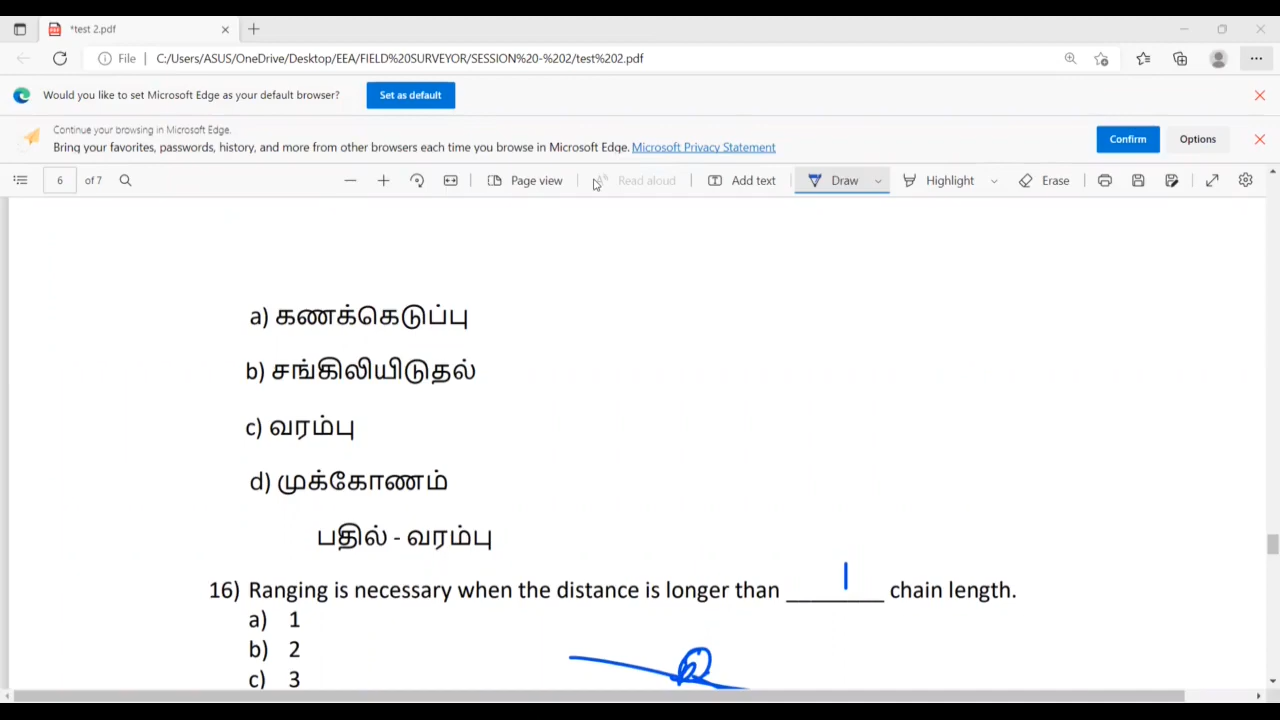 *test 2.pdf
File C:/Users/ASUS/OneDrive/Desktop/EEA/FIELD%20SURVEYOR/SESSION%20-%202/test%202.pdf
Would you like to set Microsoft Edge as your default browser? Set as default
Continue your browsing in Microsoft Edge.
Bring your favorites, passwords, history, and more from other browsers each time you browse in Microsoft Edge. Microsoft Privacy Statement Confirm Options
6 of 7 Page view Read aloud Add text Draw Highlight Erase
a) கணக்கெடுப்பு
b) சங்கிலியிடுதல்
c) வரம்பு
d) முக்கோணம்
பதில் - வரம்பு
16) Ranging is necessary when the distance is longer than ___1___ chain length.
a) 1
b) 2
c) 3